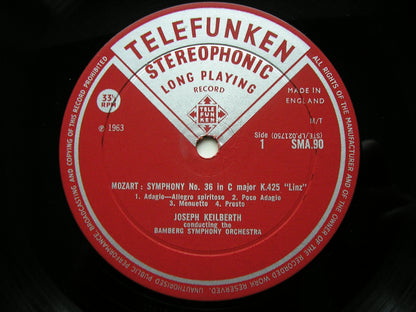 TELEFUNKEN
STEREOPHONIC
LONG PLAYING
RECORD
TELE
FUN
KEN
33⅓
RPM
MADE IN
ENGLAND
℗ 1963
M/T
(STE/LP.021750)
Side
1
SMA.90
MOZART : SYMPHONY No. 36 in C major K.425 "Linz"
1. Adagio—Allegro spiritoso 2. Poco Adagio
3. Menuetto 4. Presto
JOSEPH KEILBERTH
conducting the
BAMBERG SYMPHONY ORCHESTRA
ALL RIGHTS OF THE MANUFACTURER AND OF THE OWNER OF THE RECORDED WORK RESERVED. UNAUTHORISED PUBLIC PERFORMANCE BROADCASTING AND COPYING OF THIS RECORD PROHIBITED